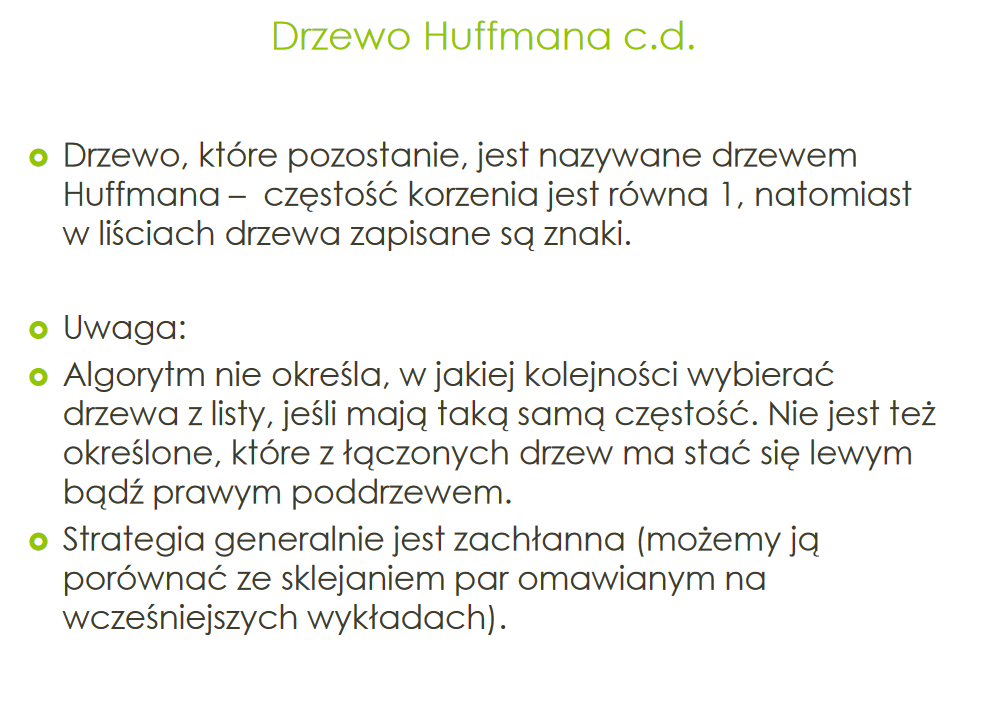 Drzewo Huffmana c.d.
Drzewo, które pozostanie, jest nazywane drzewem
Huffmana – częstość korzenia jest równa 1, natomiast
w liściach drzewa zapisane są znaki.
Uwaga:
Algorytm nie określa, w jakiej kolejności wybierać
drzewa z listy, jeśli mają taką samą częstość. Nie jest też
określone, które z łączonych drzew ma stać się lewym
bądź prawym poddrzewem.
Strategia generalnie jest zachłanna (możemy ją
porównać ze sklejaniem par omawianym na
wcześniejszych wykładach).